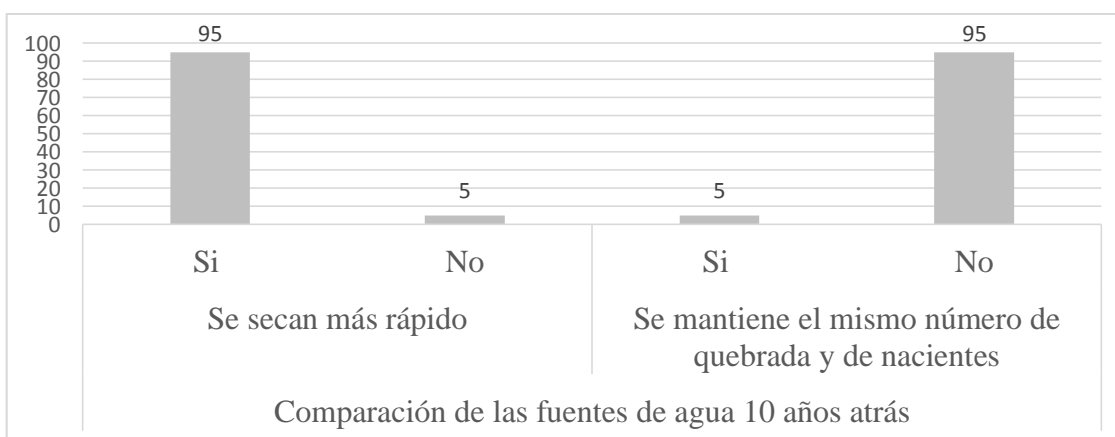 100
90
80
70
60
50
40
30
20
10
0
95
5
5
95
Si
No
Si
No
Se secan más rápido
Se mantiene el mismo número de
quebrada y de nacientes
Comparación de las fuentes de agua 10 años atrás